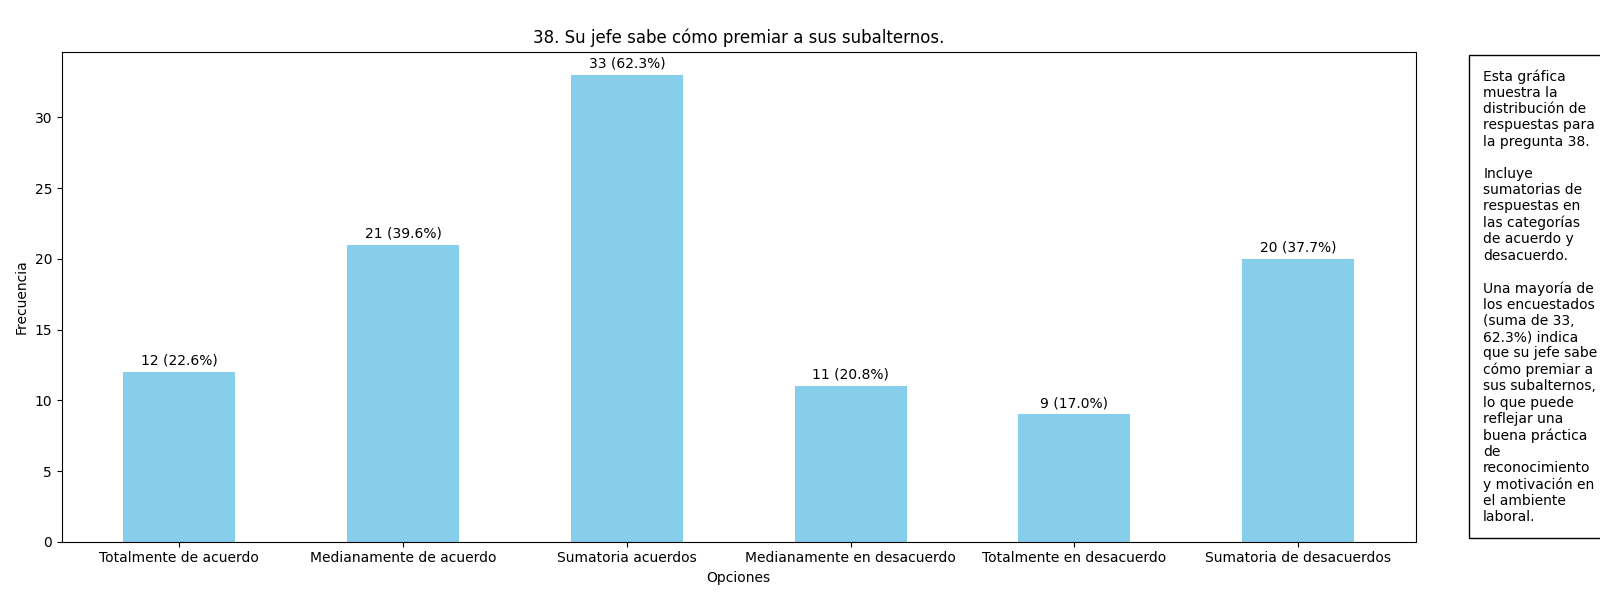 38. Su jefe sabe cómo premiar a sus subalternos.
33 (62.3%)
21 (39.6%)
20 (37.7%)
12 (22.6%)
11 (20.8%)
9 (17.0%)
Frecuencia
30
25
20
15
10
5
0
Totalmente de acuerdo
Medianamente de acuerdo
Sumatoria acuerdos
Medianamente en desacuerdo
Totalmente en desacuerdo
Sumatoria de desacuerdos
Opciones
Esta gráfica
muestra la
distribución de
respuestas para
la pregunta 38.
Incluye
sumatorias de
respuestas en
las categorías
de acuerdo y
desacuerdo.
Una mayoría de
los encuestados
(suma de 33,
62.3%) indica
que su jefe sabe
cómo premiar a
sus subalternos,
lo que puede
reflejar una
buena práctica
de
reconocimiento
y motivación en
el ambiente
laboral.